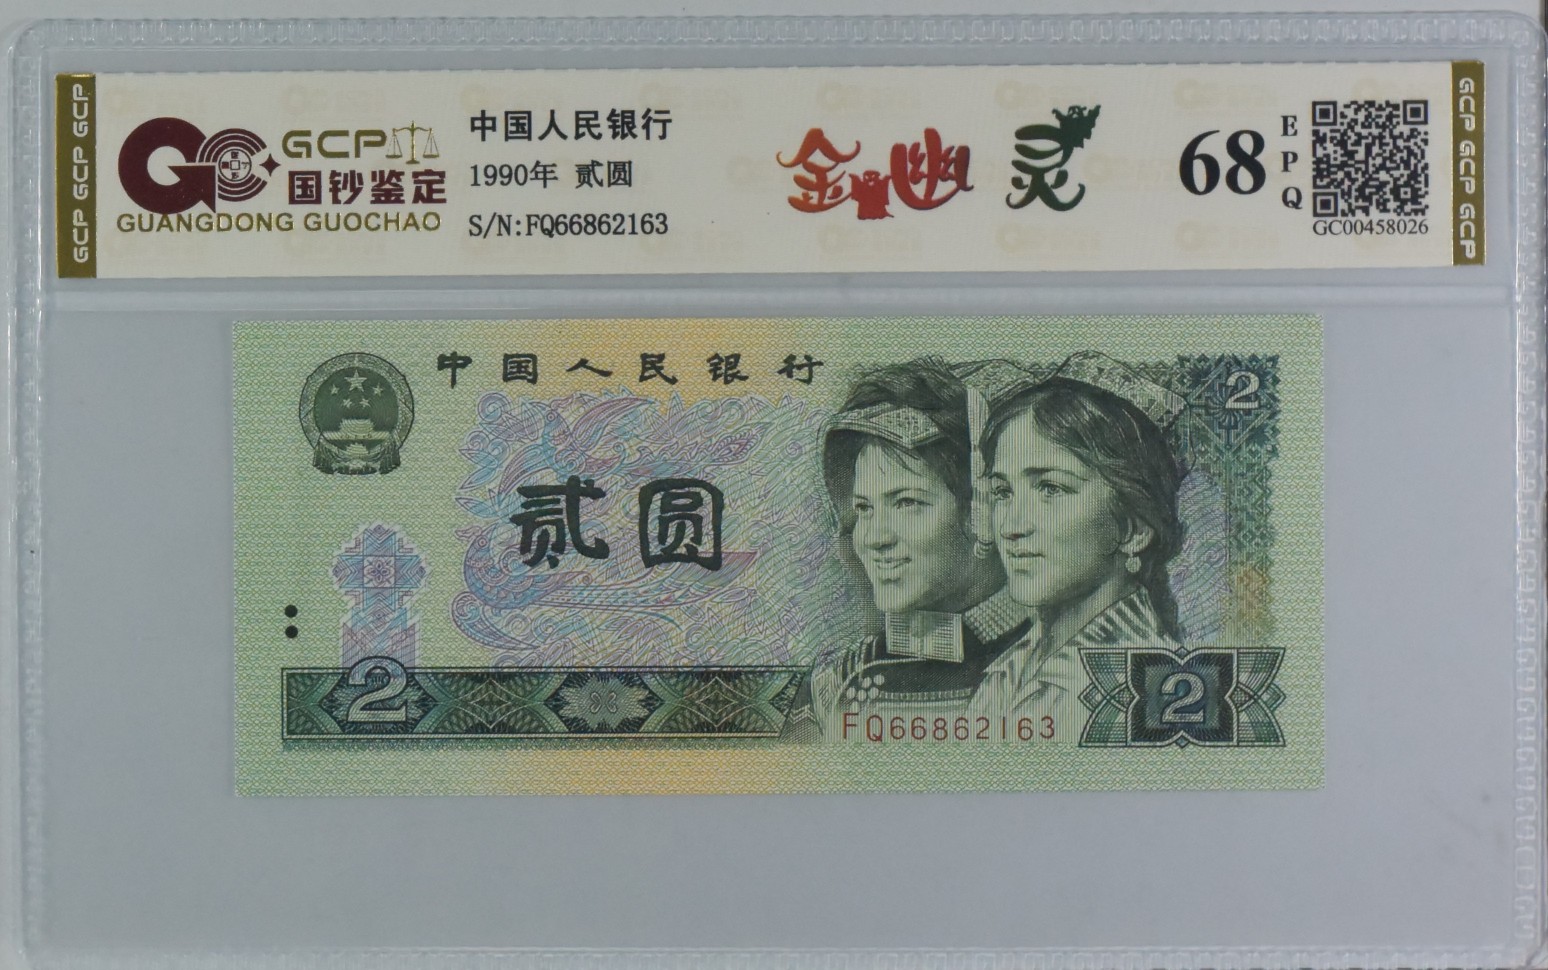 GCP GCP GCP
GCP
国钞鉴定
GUANGDONG GUOCHAO
中国人民银行
1990年 贰圆
S/N:FQ66862163
金幽灵
68
EPQ
GC00458026
GCP GCP GCP
中国人民银行
2
贰圆
2
FQ66862163
2